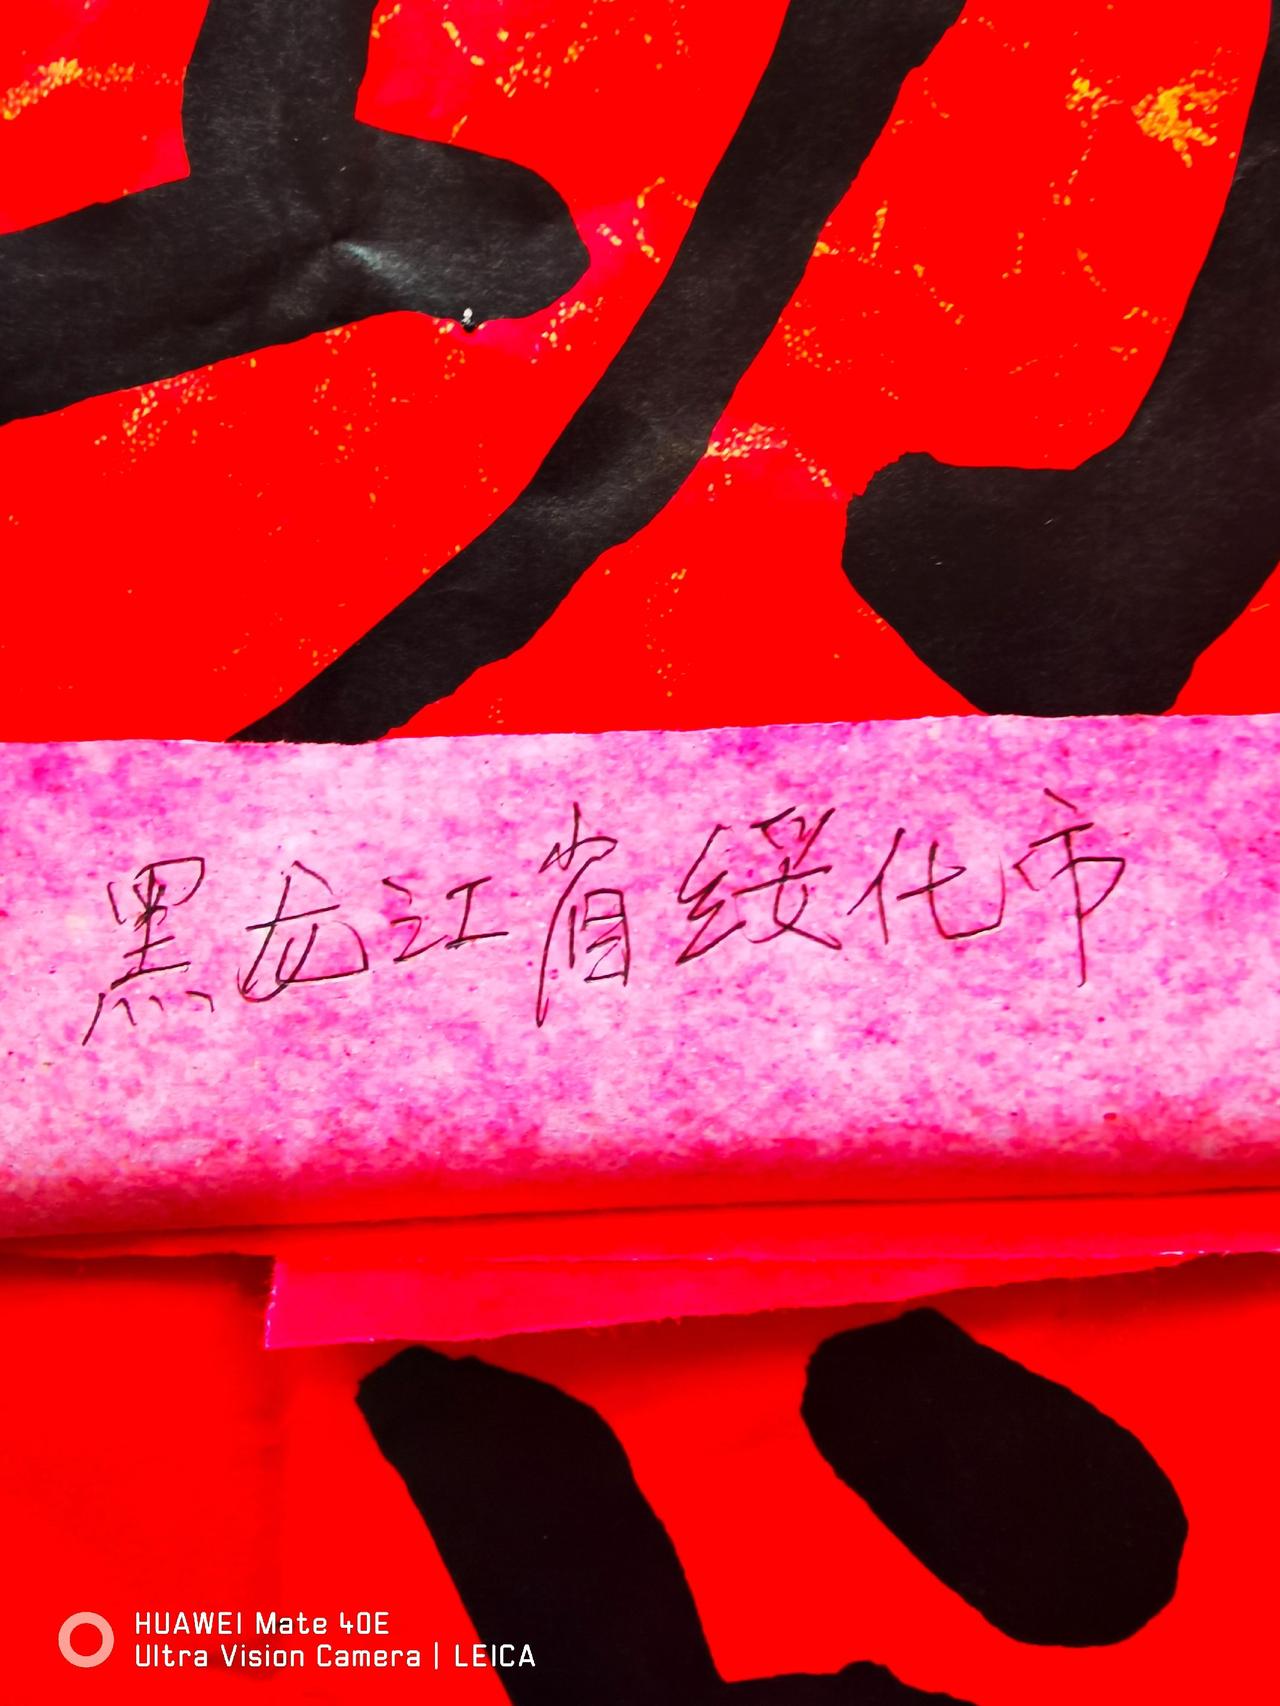 黑龙江省绥化市
HUAWEI Mate 40E
Ultra Vision Camera | LEICA